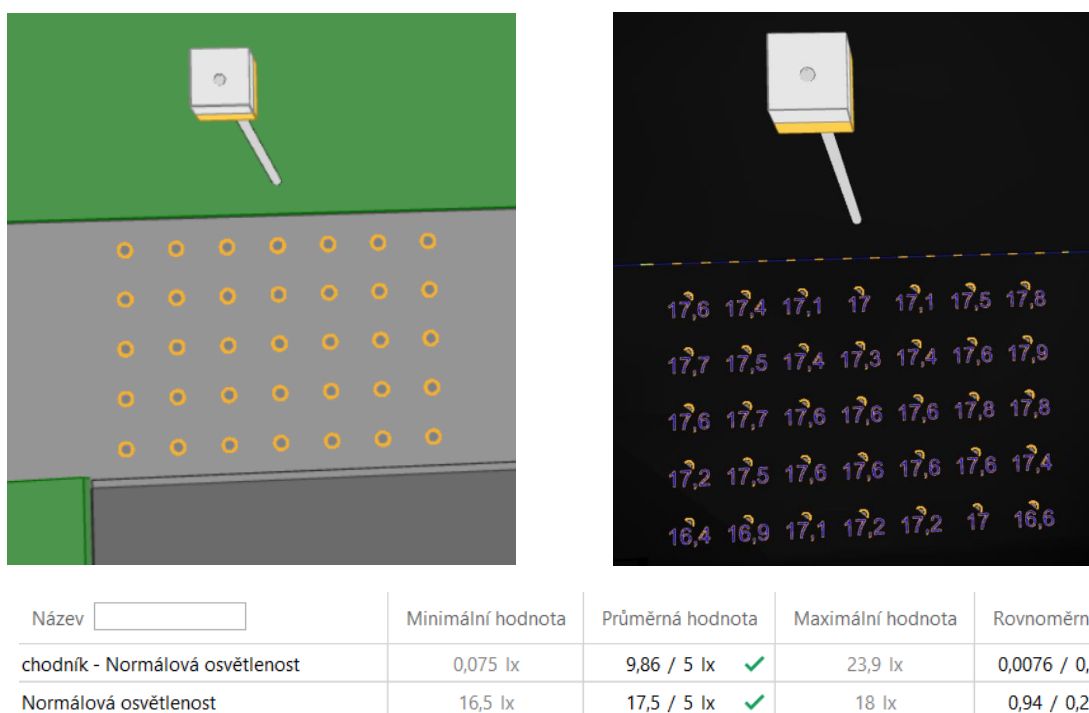 17,6 17,4 17,1 17 17,1 17,5 17,8
17,7 17,5 17,4 17,3 17,4 17,6 17,9
17,6 17,7 17,6 17,6 17,6 17,8 17,8
17,2 17,5 17,6 17,6 17,6 17,6 17,4
16,4 16,9 17,1 17,2 17,2 17 16,6
Název Minimální hodnota Průměrná hodnota Maximální hodnota Rovnoměrn
chodník - Normálová osvětlenost 0,075 lx 9,86 / 5 lx 23,9 lx 0,0076 / 0,
Normálová osvětlenost 16,5 lx 17,5 / 5 lx 18 lx 0,94 / 0,2